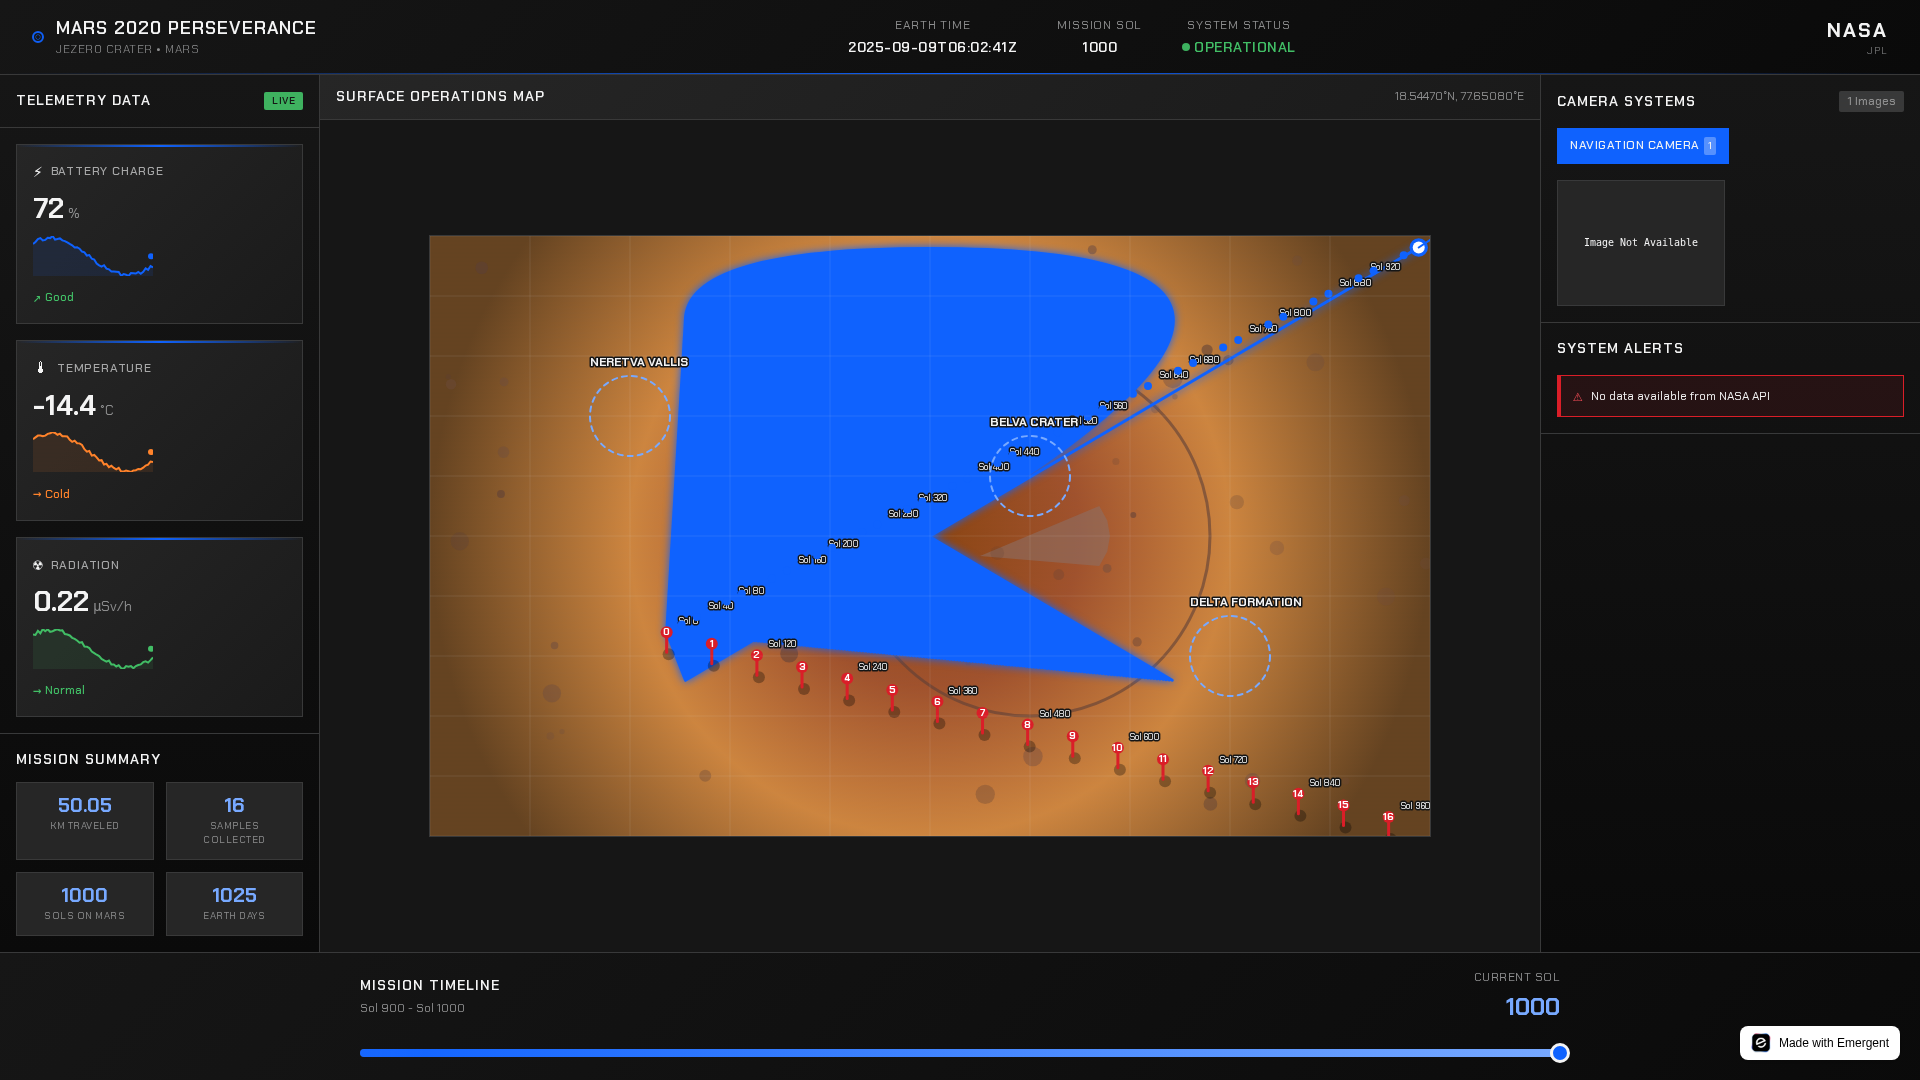 MARS 2020 PERSEVERANCE
JEZERO CRATER • MARS
EARTH TIME
2025-09-09T06:02:41Z
MISSION SOL
1000
SYSTEM STATUS
OPERATIONAL
NASA
JPL
TELEMETRY DATA
LIVE
BATTERY CHARGE
72 %
↗ Good
TEMPERATURE
-14.4 °C
→ Cold
RADIATION
0.22 µSv/h
→ Normal
MISSION SUMMARY
50.05
KM TRAVELED
16
SAMPLES
COLLECTED
1000
SOLS ON MARS
1025
EARTH DAYS
SURFACE OPERATIONS MAP
18.54470°N, 77.65080°E
Sol 920
Sol 880
Sol 800
Sol 760
Sol 680
Sol 640
Sol 560
NERETVA VALLIS
BELVA CRATER
Sol 440
Sol 400
Sol 320
Sol 280
Sol 200
Sol 160
Sol 80
Sol 40
Sol 0
DELTA FORMATION
0
1
2
Sol 120
3
4
Sol 240
5
6
Sol 360
7
8
Sol 480
9
10
Sol 600
11
12
Sol 720
13
14
Sol 840
15
16
Sol 960
CAMERA SYSTEMS
1 Images
NAVIGATION CAMERA 1
Image Not Available
SYSTEM ALERTS
No data available from NASA API
MISSION TIMELINE
Sol 900 - Sol 1000
CURRENT SOL
1000
Made with Emergent